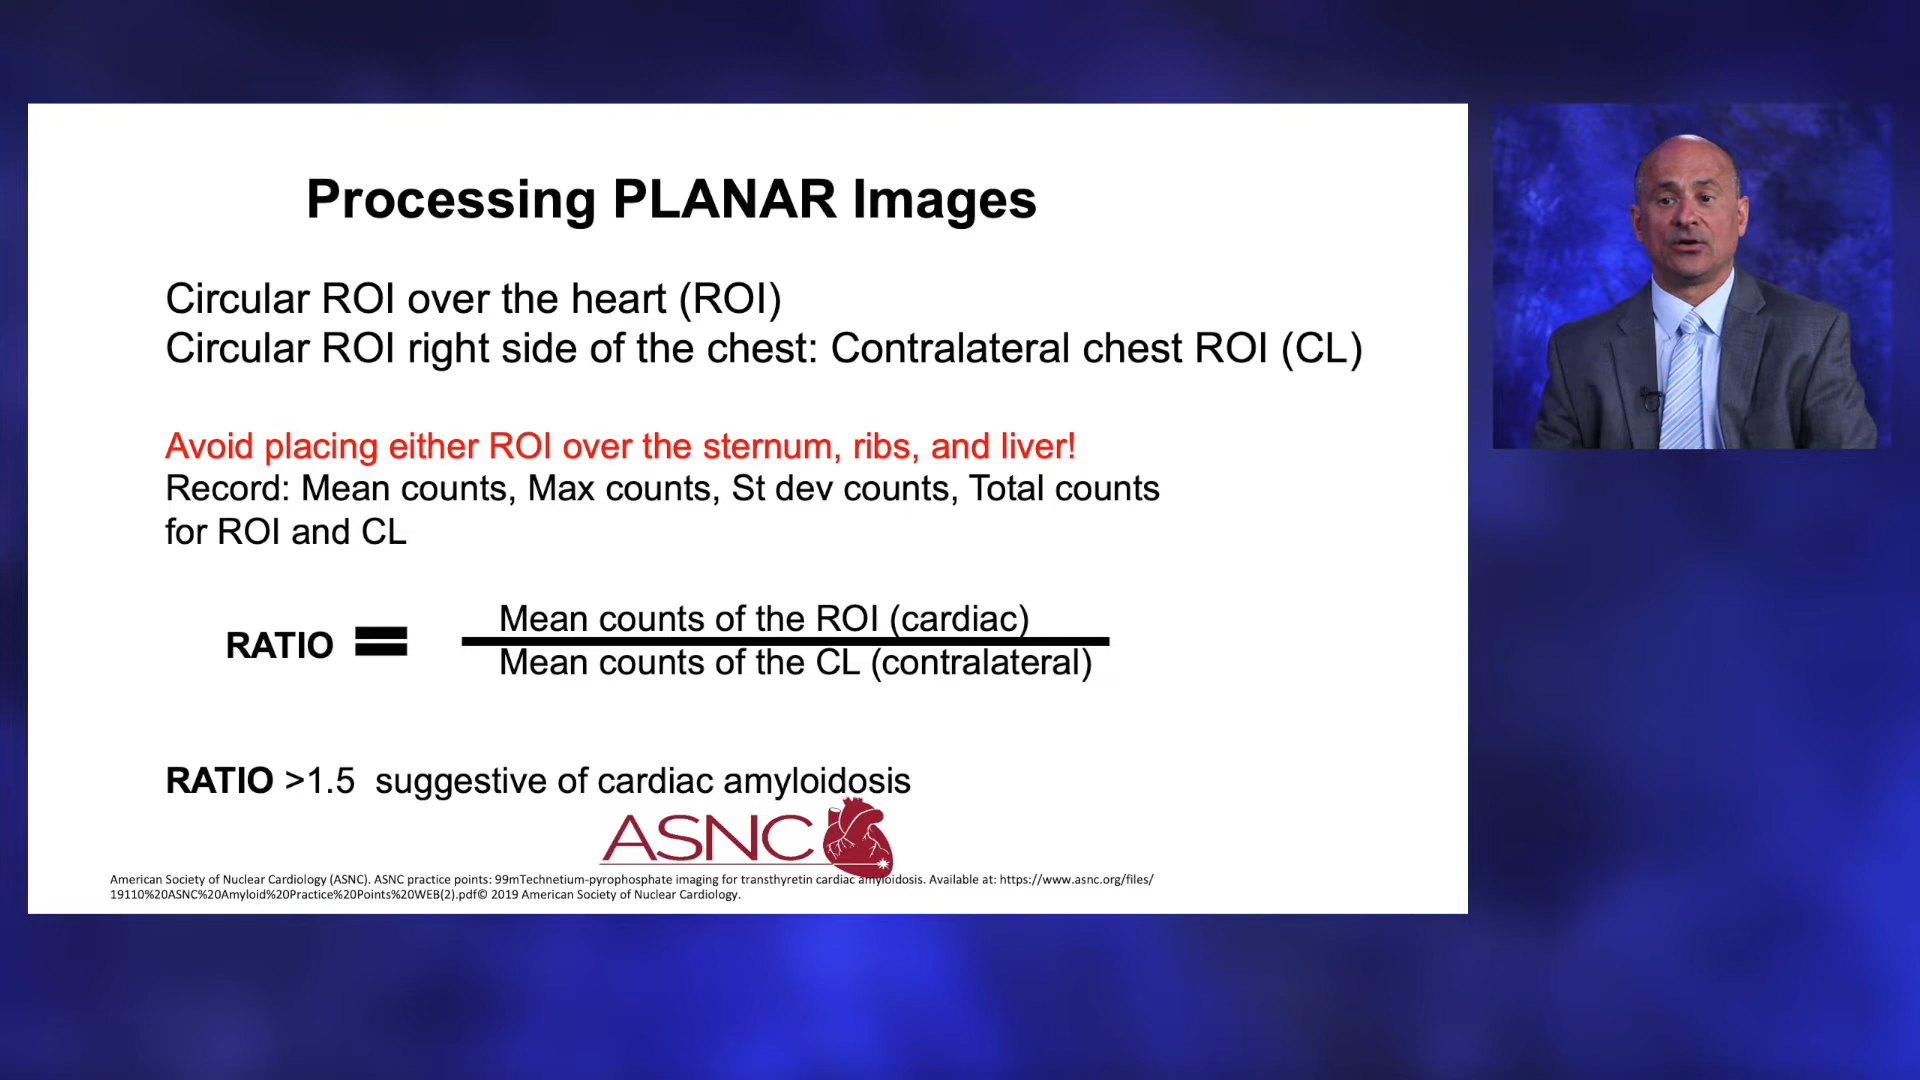 Processing PLANAR Images
Circular ROI over the heart (ROI)
Circular ROI right side of the chest: Contralateral chest ROI (CL)
Avoid placing either ROI over the sternum, ribs, and liver!
Record: Mean counts, Max counts, St dev counts, Total counts
for ROI and CL
RATIO =
Mean counts of the ROI (cardiac)
Mean counts of the CL (contralateral)
RATIO >1.5 suggestive of cardiac amyloidosis
ASNC
American Society of Nuclear Cardiology (ASNC). ASNC practice points: 99mTechnetium-pyrophosphate imaging for transthyretin cardiac amyloidosis. Available at: https://www.asnc.org/files/
19110%20ASNC%20Amyloid%20Practice%20Points%20WEB(2).pdf© 2019 American Society of Nuclear Cardiology.